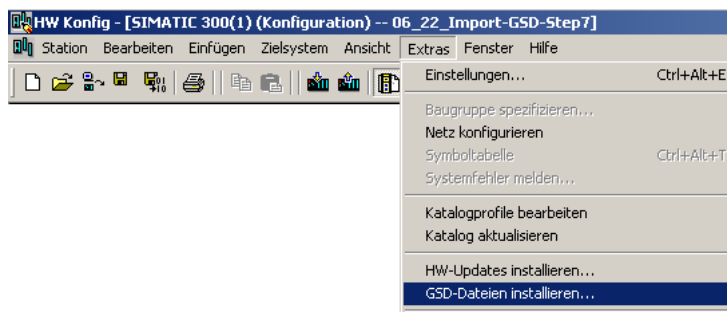 HW Konfig - [SIMATIC 300(1) (Konfiguration) -- 06_22_Import-GSD-Step7]
Station Bearbeiten Einfügen Zielsystem Ansicht Extras Fenster Hilfe
Einstellungen... Ctrl+Alt+E
Baugruppe spezifizieren...
Netz konfigurieren
Symboltabelle Ctrl+Alt+T
Systemfehler melden...
Katalogprofile bearbeiten
Katalog aktualisieren
HW-Updates installieren...
GSD-Dateien installieren...